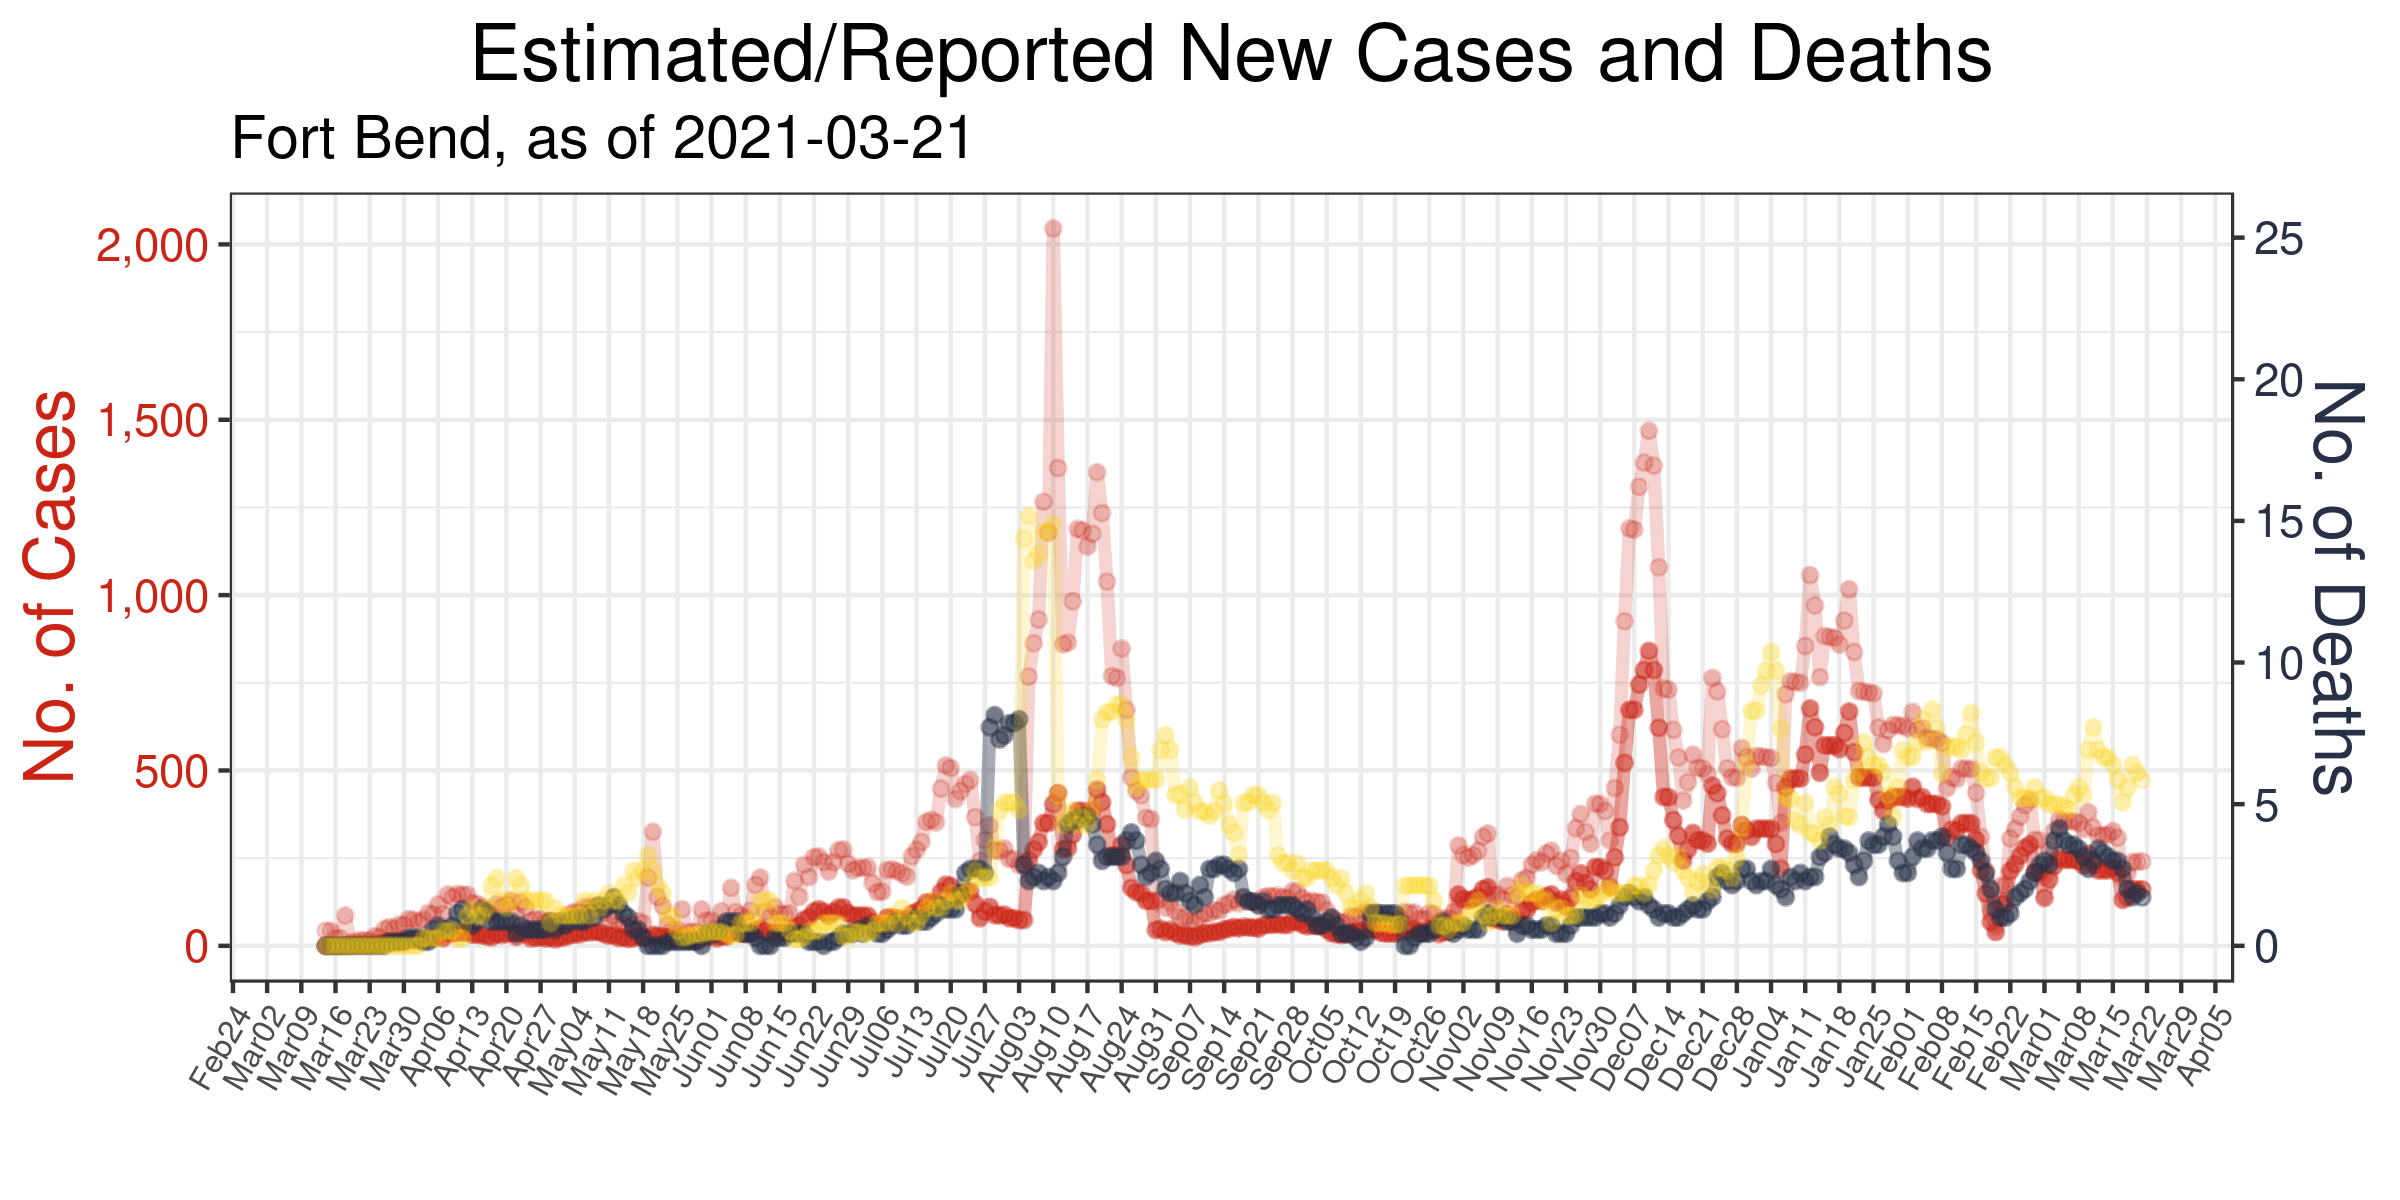 Estimated/Reported New Cases and Deaths
Fort Bend, as of 2021-03-21
No. of Cases
2,000
1,500
1,000
500
0
25
20
15
10
5
0
No. of Deaths
Feb24
Mar02
Mar09
Mar16
Mar23
Mar30
Apr06
Apr13
Apr20
Apr27
May04
May11
May18
May25
Jun01
Jun08
Jun15
Jun22
Jun29
Jul06
Jul13
Jul20
Jul27
Aug03
Aug10
Aug17
Aug24
Aug31
Sep07
Sep14
Sep21
Sep28
Oct05
Oct12
Oct19
Oct26
Nov02
Nov09
Nov16
Nov23
Nov30
Dec07
Dec14
Dec21
Dec28
Jan04
Jan11
Jan18
Jan25
Feb01
Feb08
Feb15
Feb22
Mar01
Mar08
Mar15
Mar22
Mar29
Apr05